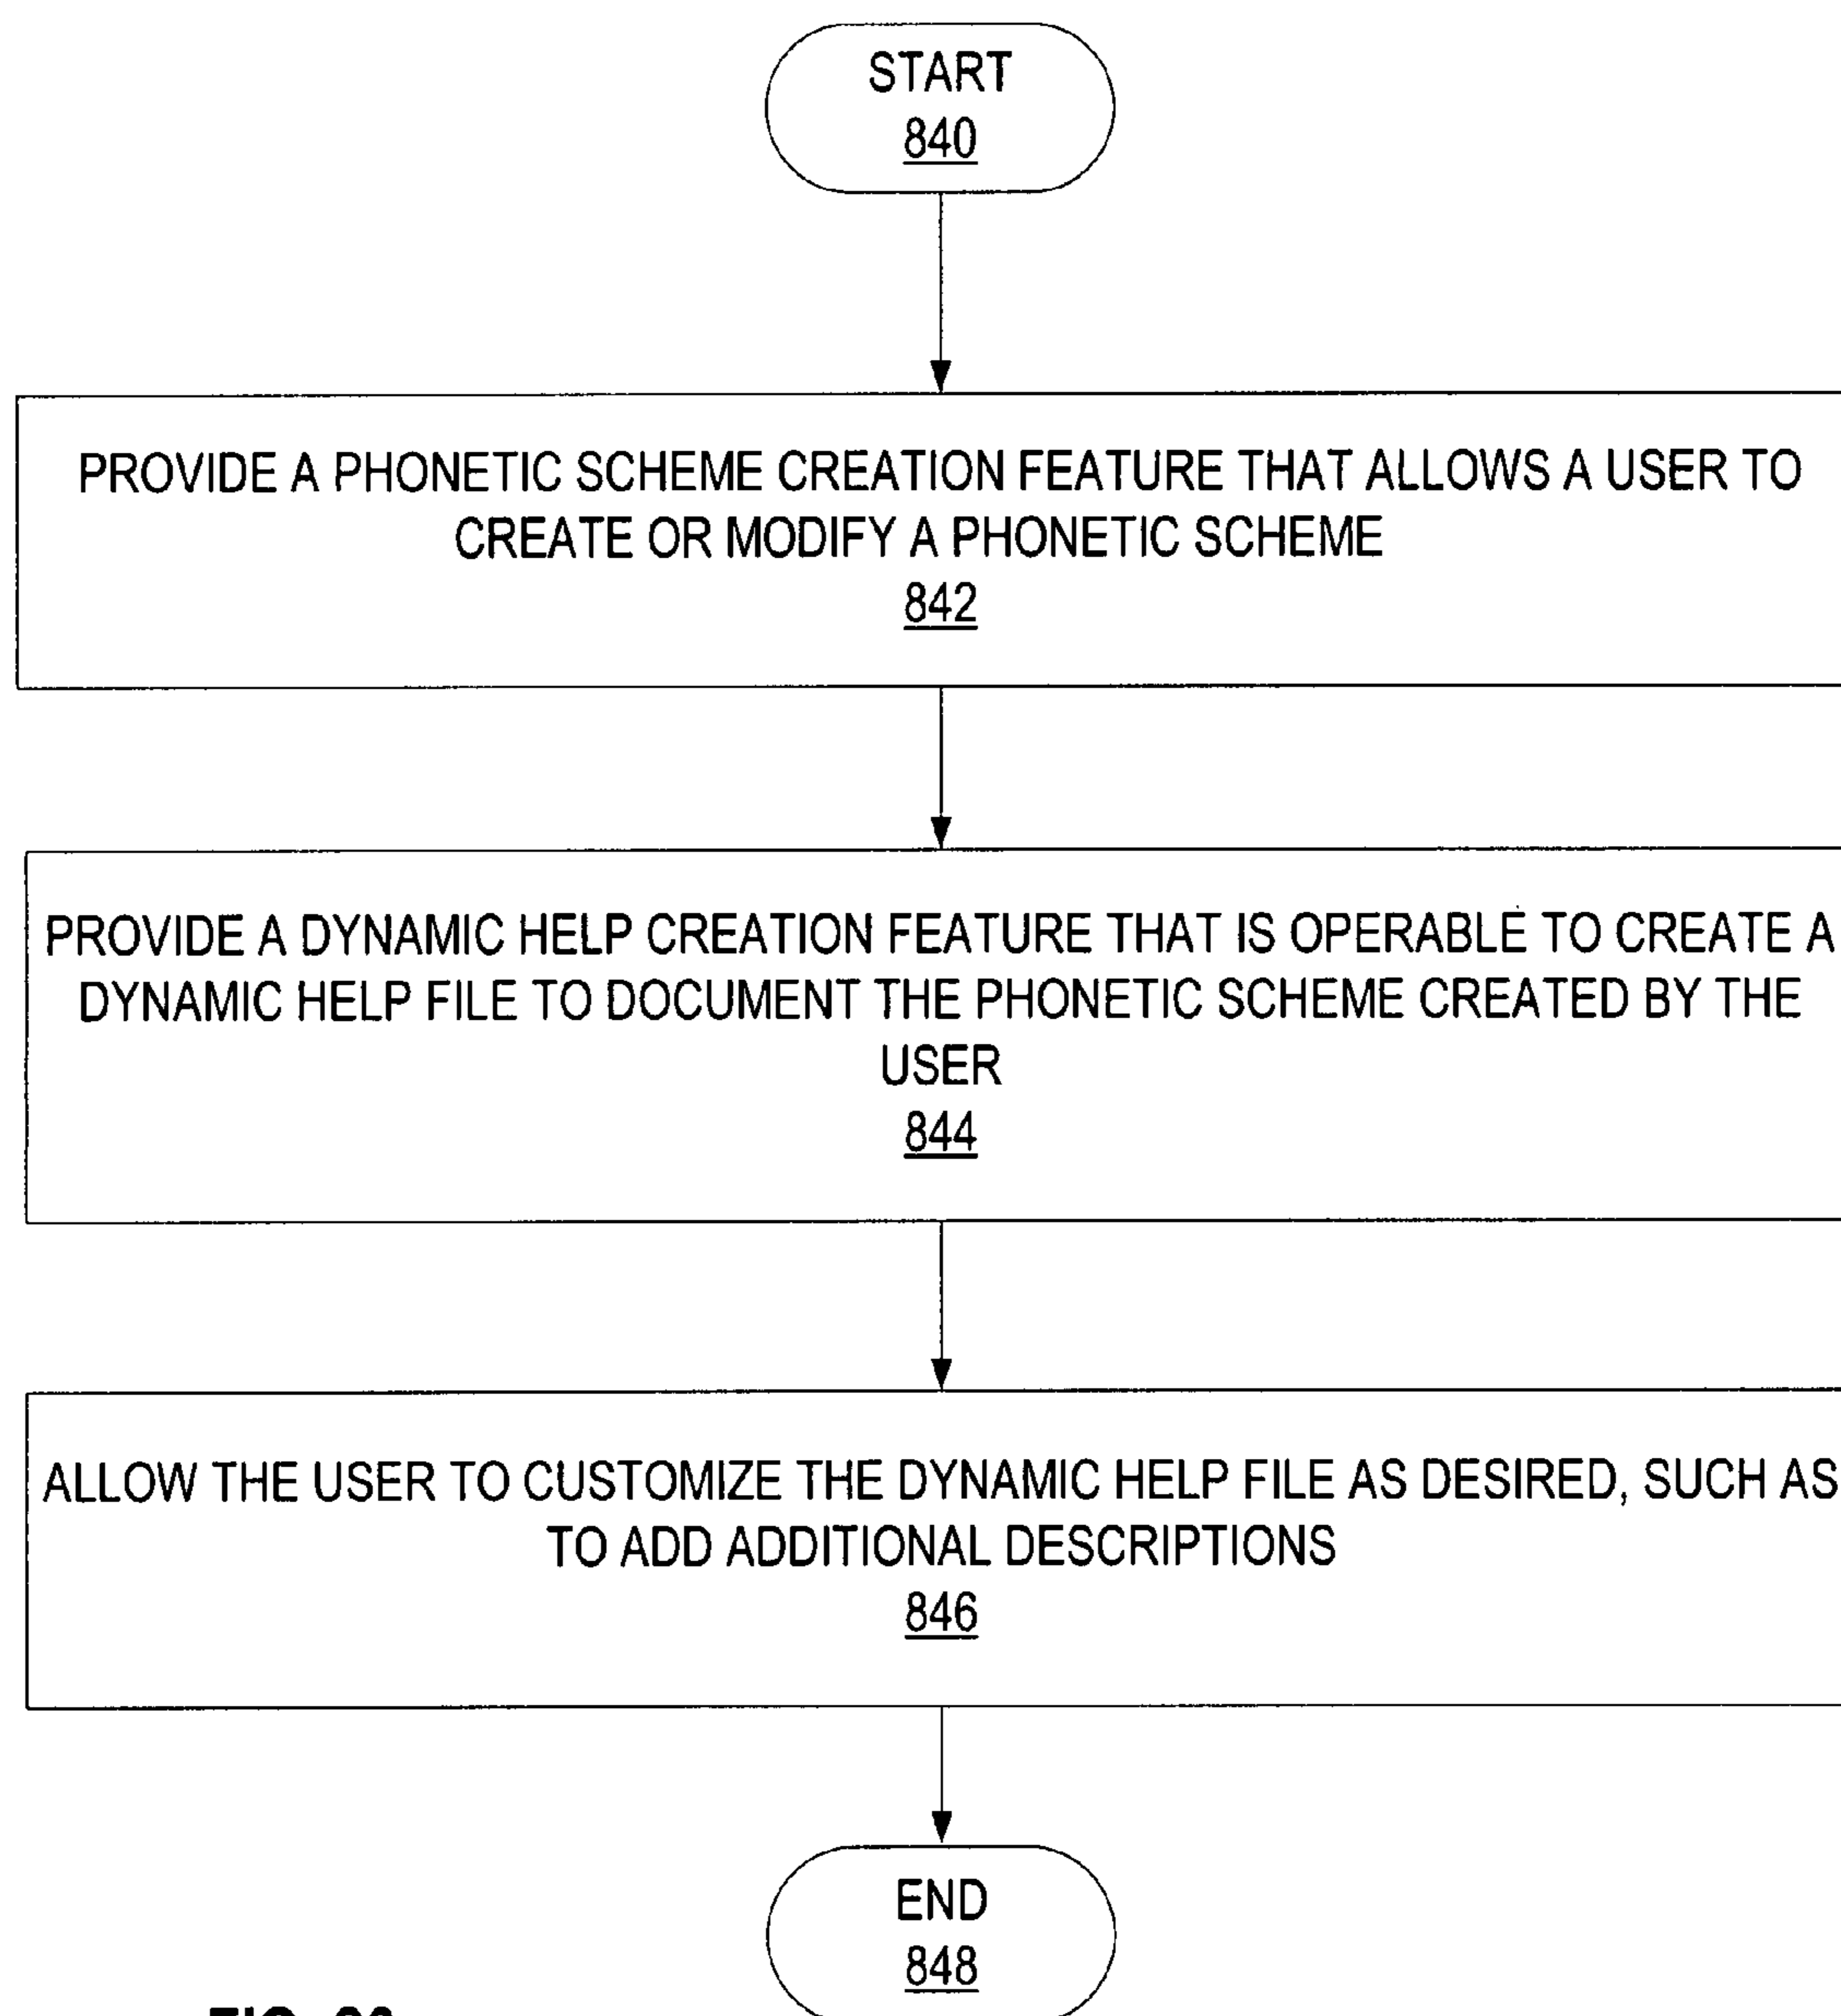 START
840
PROVIDE A PHONETIC SCHEME CREATION FEATURE THAT ALLOWS A USER TO
CREATE OR MODIFY A PHONETIC SCHEME
842
PROVIDE A DYNAMIC HELP CREATION FEATURE THAT IS OPERABLE TO CREATE A
DYNAMIC HELP FILE TO DOCUMENT THE PHONETIC SCHEME CREATED BY THE
USER
844
ALLOW THE USER TO CUSTOMIZE THE DYNAMIC HELP FILE AS DESIRED, SUCH AS
TO ADD ADDITIONAL DESCRIPTIONS
846
END
848
FIG.